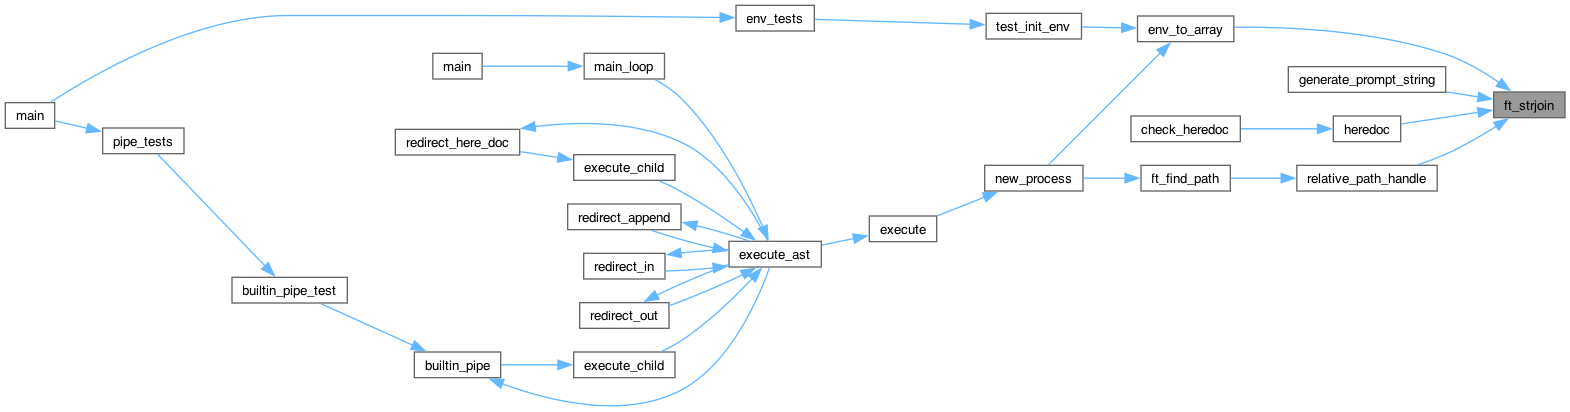 env_tests
test_init_env
env_to_array
main
main_loop
generate_prompt_string
ft_strjoin
main
pipe_tests
redirect_here_doc
check_heredoc
heredoc
execute_child
new_process
ft_find_path
relative_path_handle
redirect_append
execute
execute_ast
redirect_in
builtin_pipe_test
redirect_out
builtin_pipe
execute_child